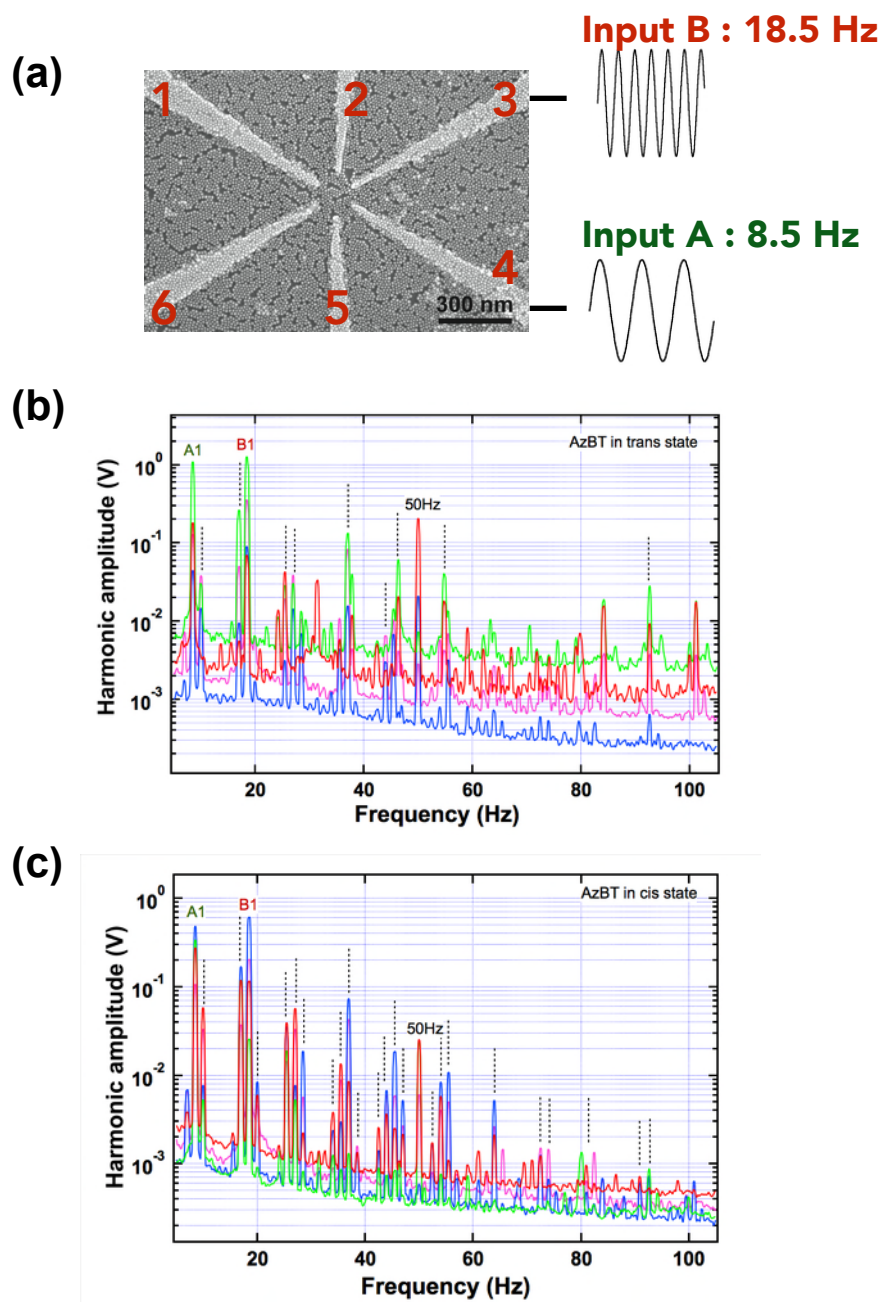 Input B : 18.5 Hz
(a)
1
2
3
Input A : 8.5 Hz
4
5
6
300 nm
(b)
A1
B1
50Hz
AzBT in trans state
10⁰
10⁻¹
10⁻²
10⁻³
Harmonic amplitude (V)
20
40
60
80
100
Frequency (Hz)
(c)
A1
B1
50Hz
AzBT in cis state
10⁰
10⁻¹
10⁻²
10⁻³
Harmonic amplitude (V)
20
40
60
80
100
Frequency (Hz)